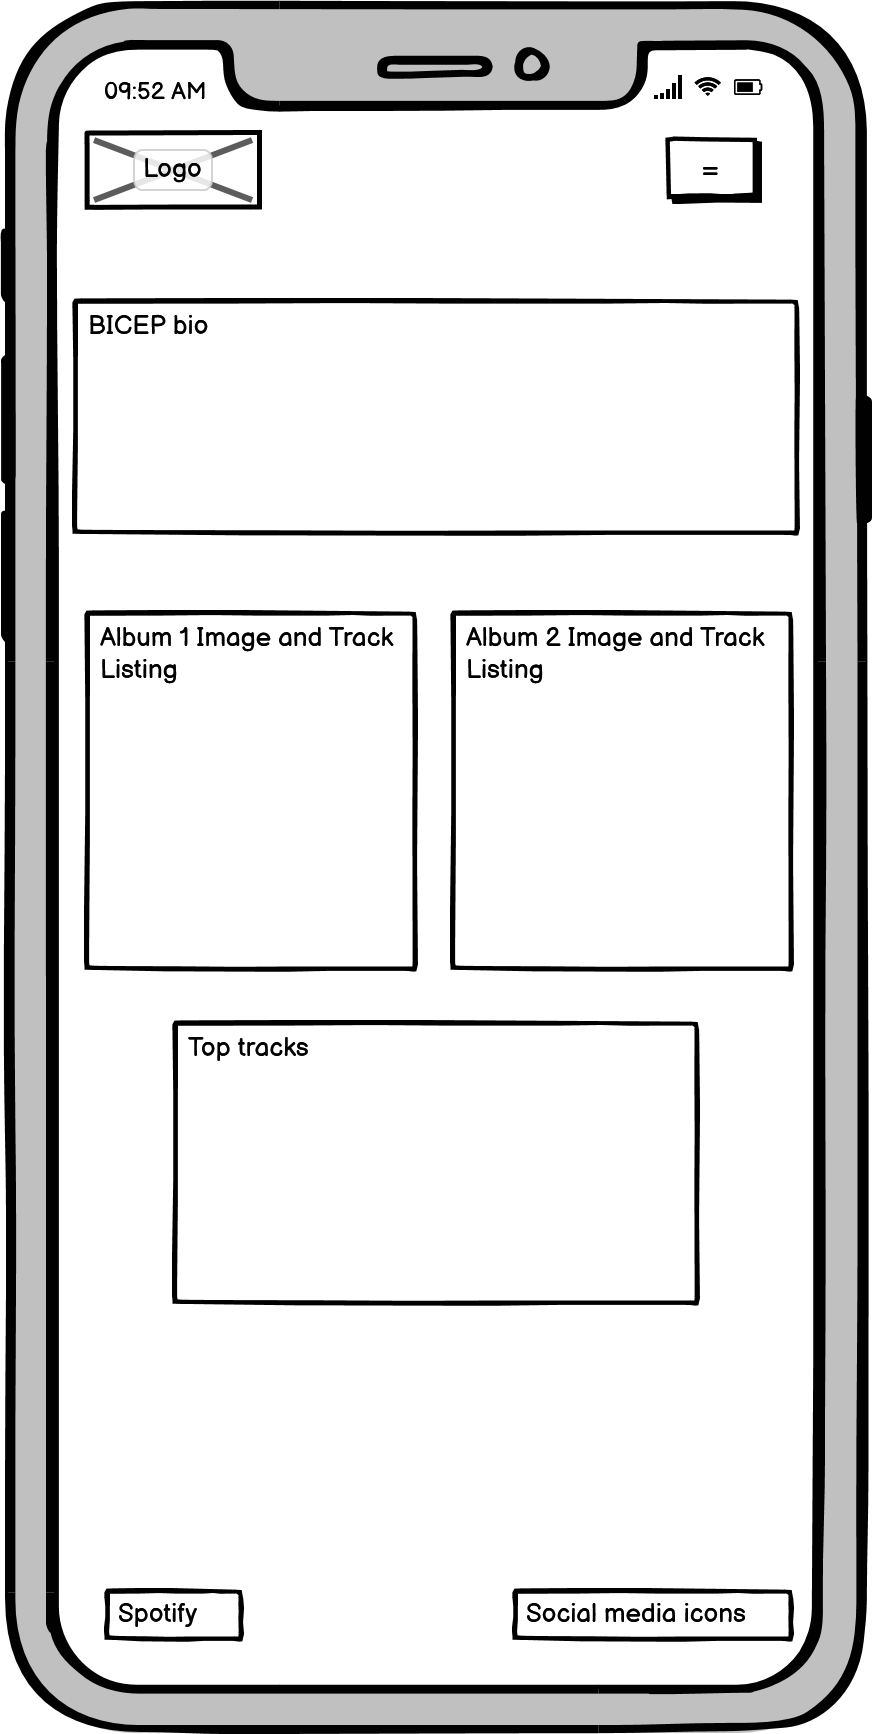 09:52 AM
Logo
=
BICEP bio
Album 1 Image and Track
Listing
Album 2 Image and Track
Listing
Top tracks
Spotify
Social media icons